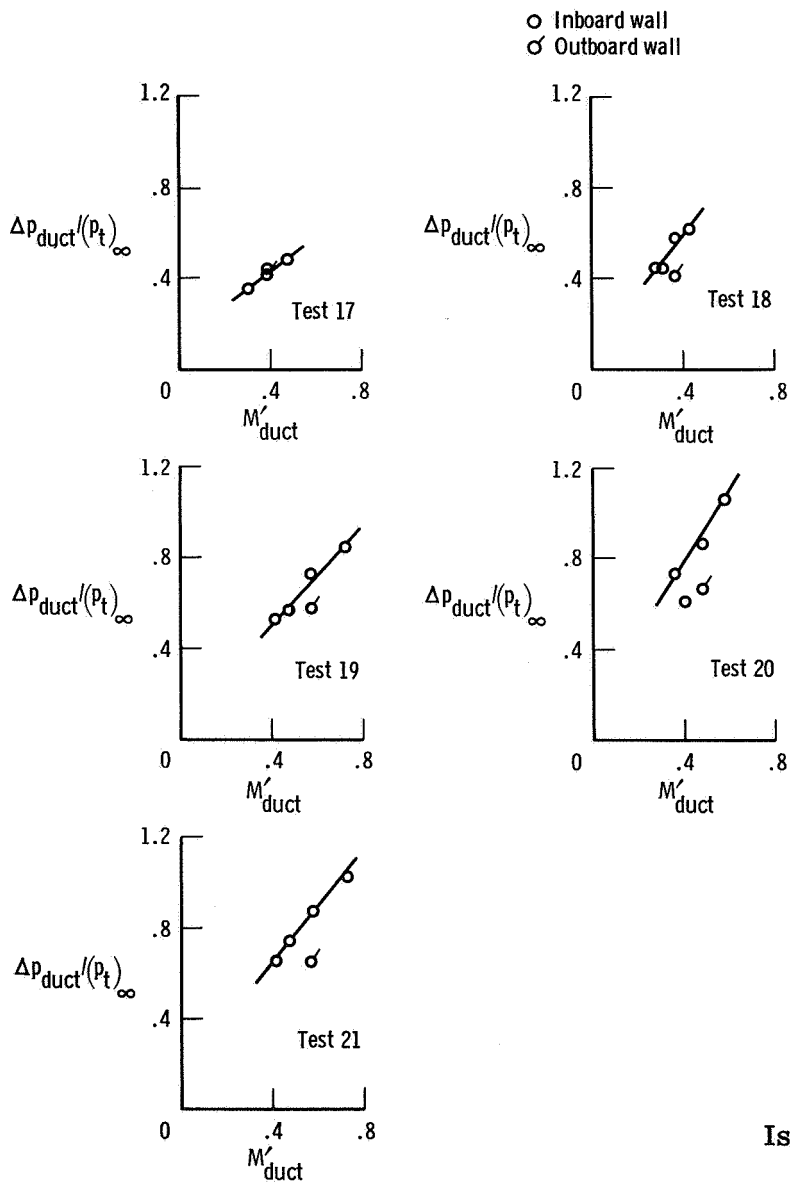 Inboard wall
Outboard wall
1.2
.8
Δp_duct/(p_t)_∞
.4
Test 17
0
.4
.8
M′_duct
1.2
.8
Δp_duct/(p_t)_∞
.4
Test 18
0
.4
.8
M′_duct
1.2
.8
Δp_duct/(p_t)_∞
.4
Test 19
0
.4
.8
M′_duct
1.2
.8
Δp_duct/(p_t)_∞
.4
Test 20
0
.4
.8
M′_duct
1.2
.8
Δp_duct/(p_t)_∞
.4
Test 21
0
.4
.8
M′_duct
Is